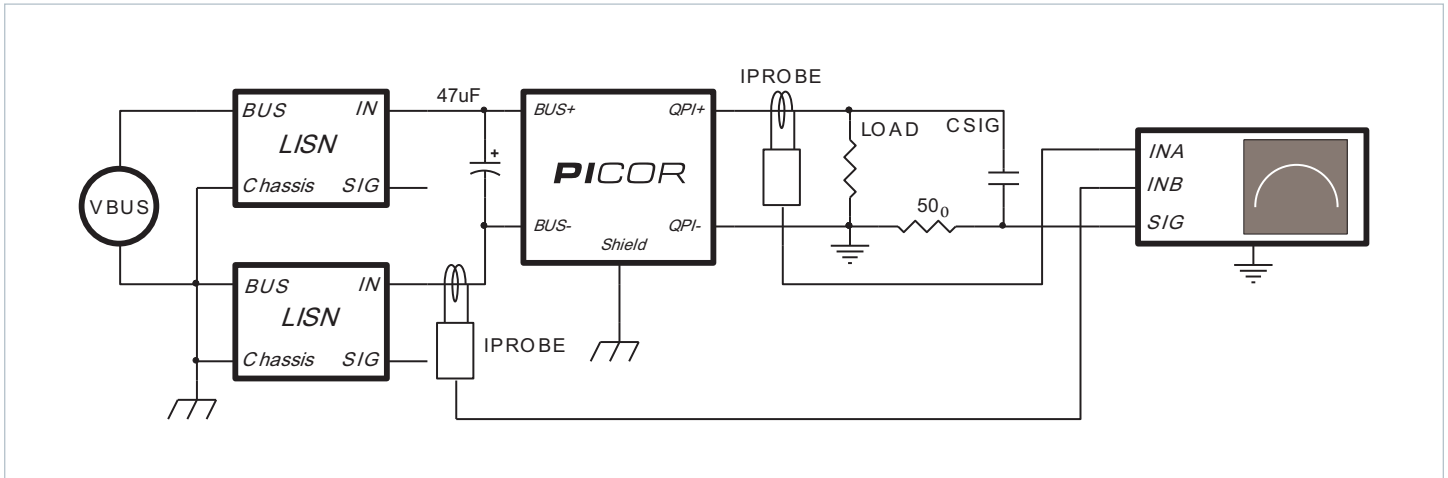 IPROBE
47uF
BUS IN
LISN
Chassis SIG
VBUS
BUS+ QPI+
PICOR
BUS- QPI-
Shield
LOAD
CSIG
+
50₀
INA
INB
SIG
BUS IN
LISN
Chassis SIG
IPROBE